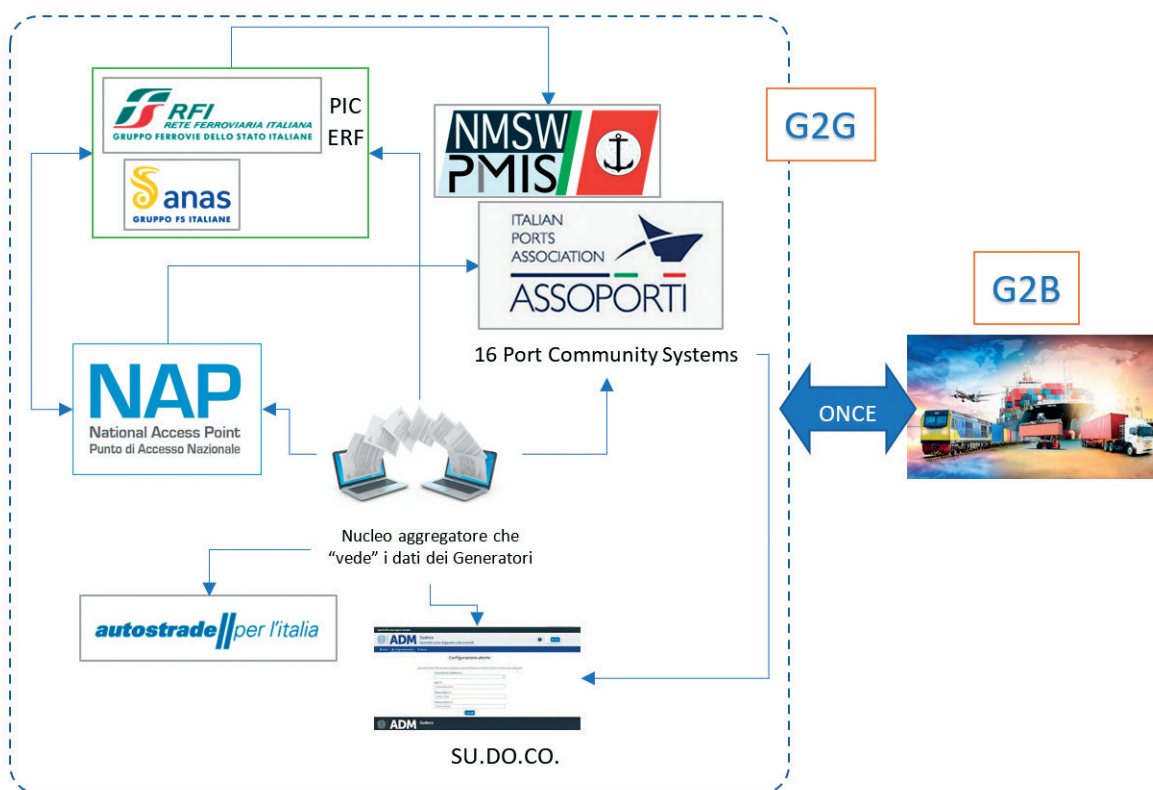 RFI
RETE FERROVIARIA ITALIANA
GRUPPO FERROVIE DELLO STATO ITALIANE
PIC
ERF
anas
GRUPPO FS ITALIANE
NMSW
PMIS
G2G
ITALIAN
PORTS
ASSOCIATION
ASSOPORTI
16 Port Community Systems
G2B
ONCE
NAP
National Access Point
Punto di Accesso Nazionale
Nucleo aggregatore che
“vede” i dati dei Generatori
autostrade//per l'italia
ADM
Sudoco
Configurazione utente
ADM
Sudoco
SU.DO.CO.